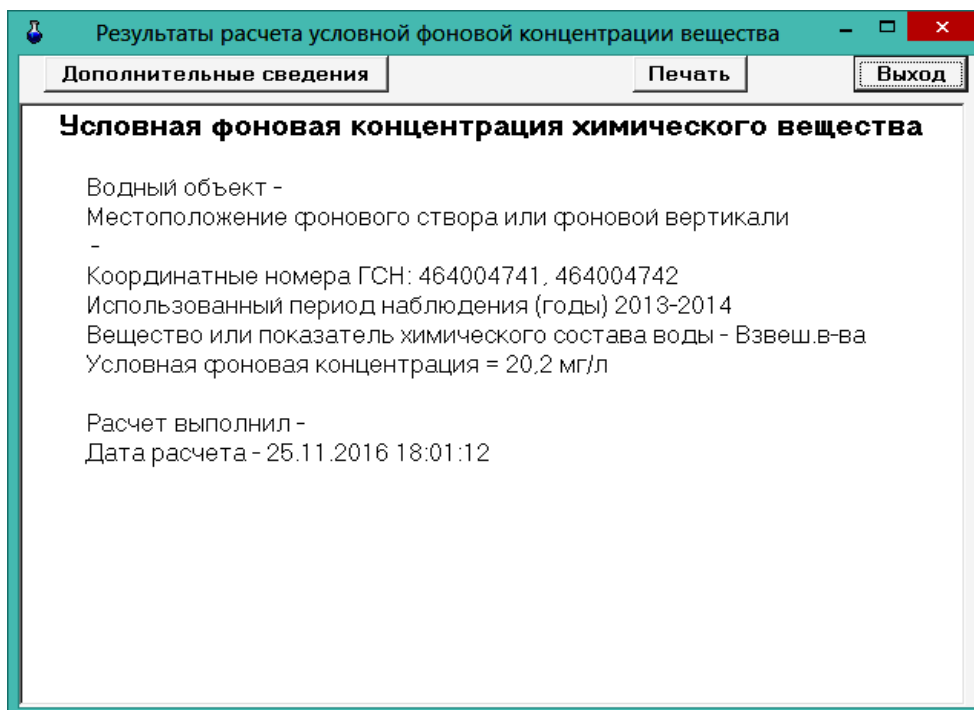 Результаты расчета условной фоновой концентрации вещества
Дополнительные сведения
Печать
Выход
Условная фоновая концентрация химического вещества
Водный объект -
Местоположение фонового створа или фоновой вертикали
-
Координатные номера ГСН: 464004741, 464004742
Использованный период наблюдения (годы) 2013-2014
Вещество или показатель химического состава воды - Взвеш.в-ва
Условная фоновая концентрация = 20,2 мг/л
Расчет выполнил -
Дата расчета - 25.11.2016 18:01:12